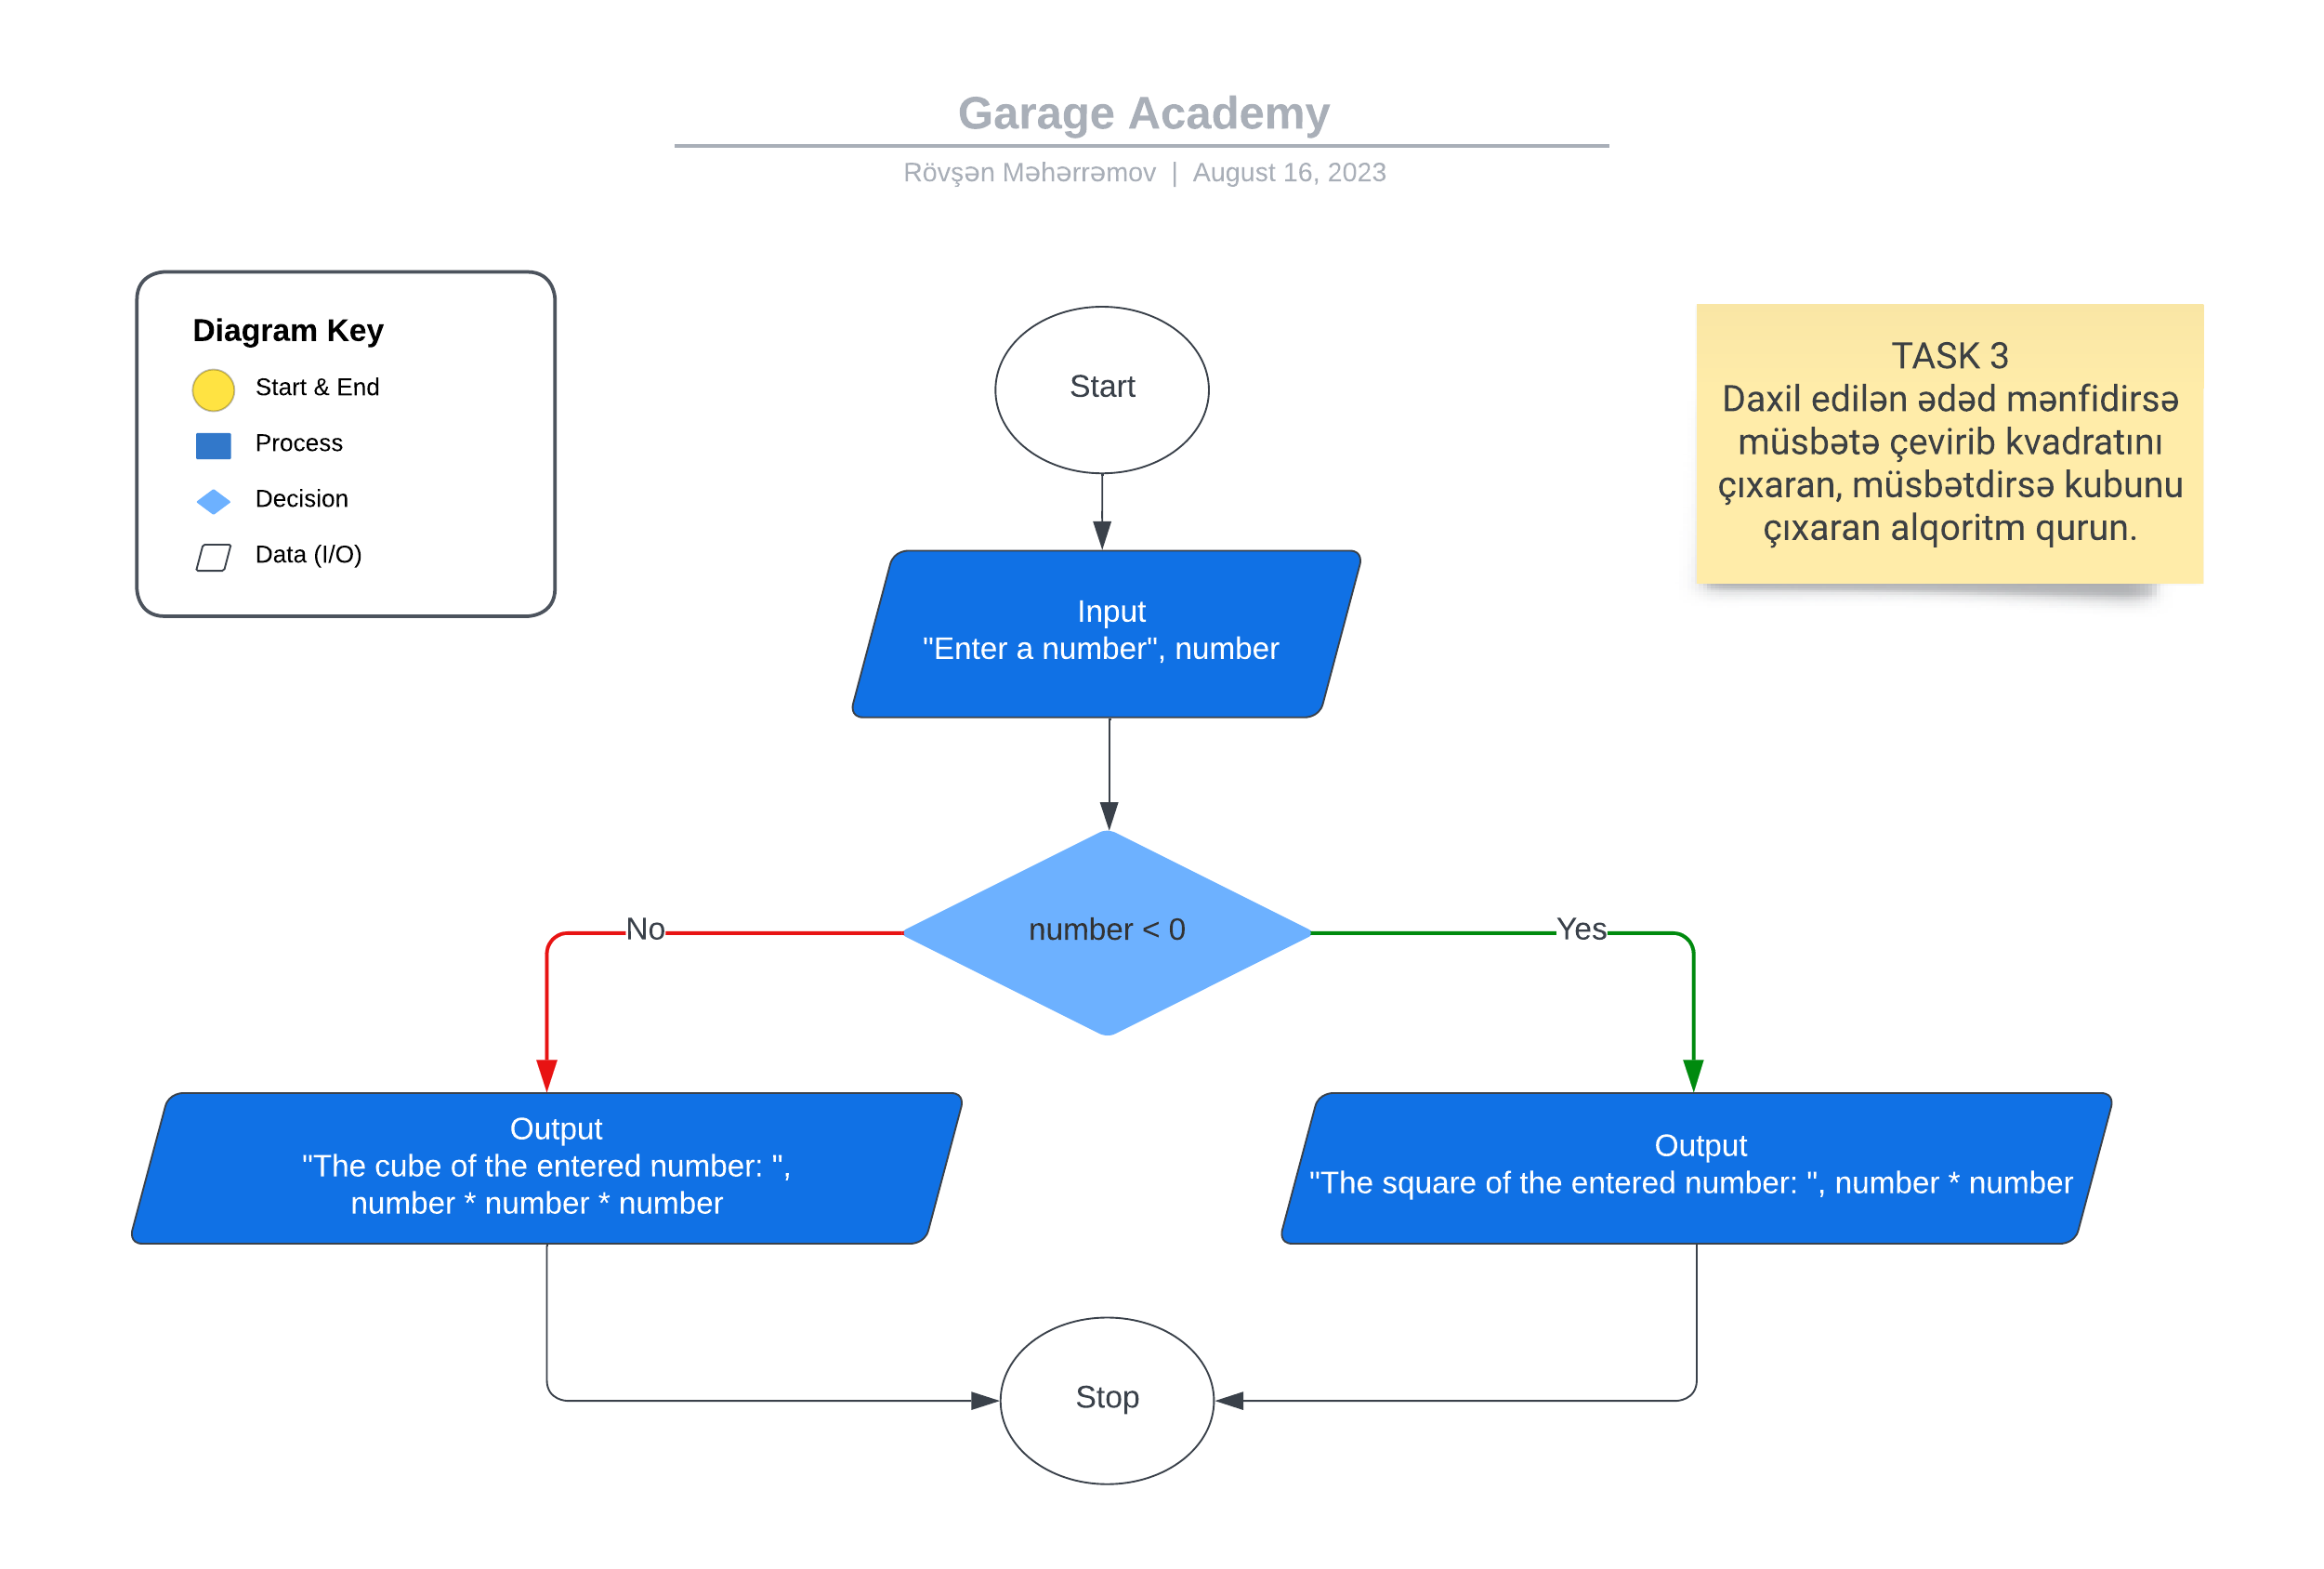 Garage Academy
Rövşən Məhərrəmov | August 16, 2023
Diagram Key
Start & End
Process
Decision
Data (I/O)
Start
TASK 3
Daxil edilən ədəd mənfidirsə
müsbətə çevirib kvadratını
çıxaran, müsbətdirsə kubunu
çıxaran alqoritm qurun.
Input
"Enter a number", number
number < 0
No
Yes
Output
"The cube of the entered number: ",
number * number * number
Output
"The square of the entered number: ", number * number
Stop